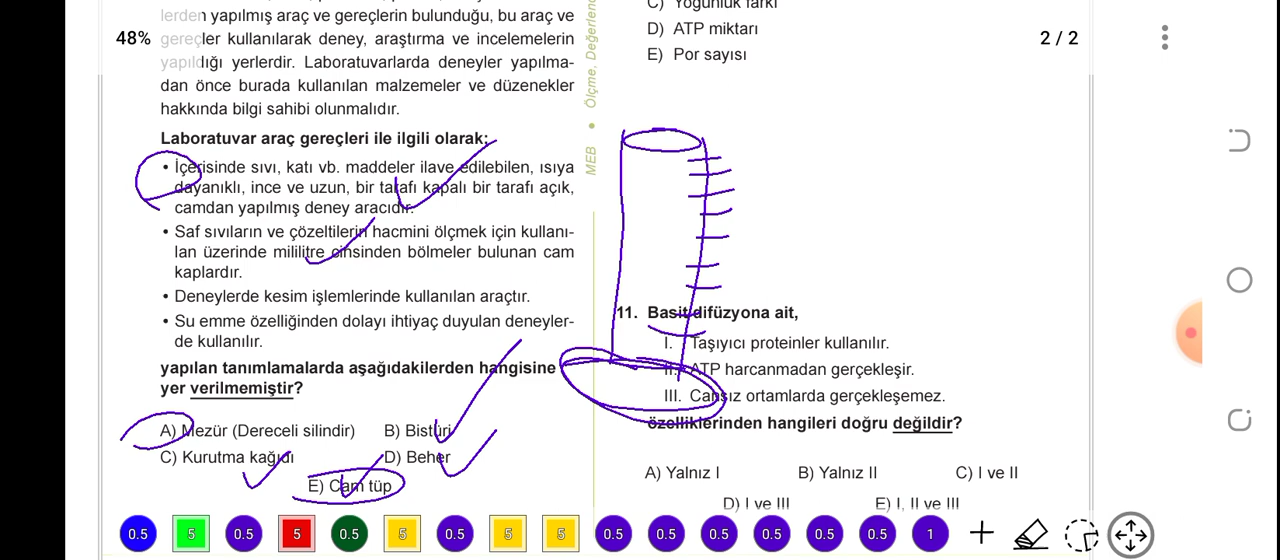 lerden yapılmış araç ve gereçlerin bulunduğu, bu araç ve
gereçler kullanılarak deney, araştırma ve incelemelerin
yapıldığı yerlerdir. Laboratuvarlarda deneyler yapılma-
dan önce burada kullanılan malzemeler ve düzenekler
hakkında bilgi sahibi olunmalıdır.
48%
Laboratuvar araç gereçleri ile ilgili olarak;
• İçerisinde sıvı, katı vb. maddeler ilave edilebilen, ısıya
dayanıklı, ince ve uzun, bir tarafı kapalı bir tarafı açık,
camdan yapılmış deney aracıdır.
• Saf sıvıların ve çözeltilerin hacmini ölçmek için kullanı-
lan üzerinde mililitre cinsinden bölmeler bulunan cam
kaplardır.
• Deneylerde kesim işlemlerinde kullanılan araçtır.
• Su emme özelliğinden dolayı ihtiyaç duyulan deneyler-
de kullanılır.
yapılan tanımlamalarda aşağıdakilerden hangisine
yer verilmemiştir?
A) Mezür (Dereceli silindir) B) Bistüri
C) Kurutma kağıdı D) Beher
E) Cam tüp
MEB • Ölçme, Değerlend
C) Yoğunluk farkı
D) ATP miktarı
E) Por sayısı
2 / 2
11. Basit difüzyona ait,
I. Taşıyıcı proteinler kullanılır.
II. ATP harcanmadan gerçekleşir.
III. Cansız ortamlarda gerçekleşemez.
özelliklerinden hangileri doğru değildir?
A) Yalnız I B) Yalnız II C) I ve II
D) I ve III E) I, II ve III
0.5 5 0.5 5 0.5 5 0.5 5 5 0.5 0.5 0.5 0.5 0.5 0.5 1